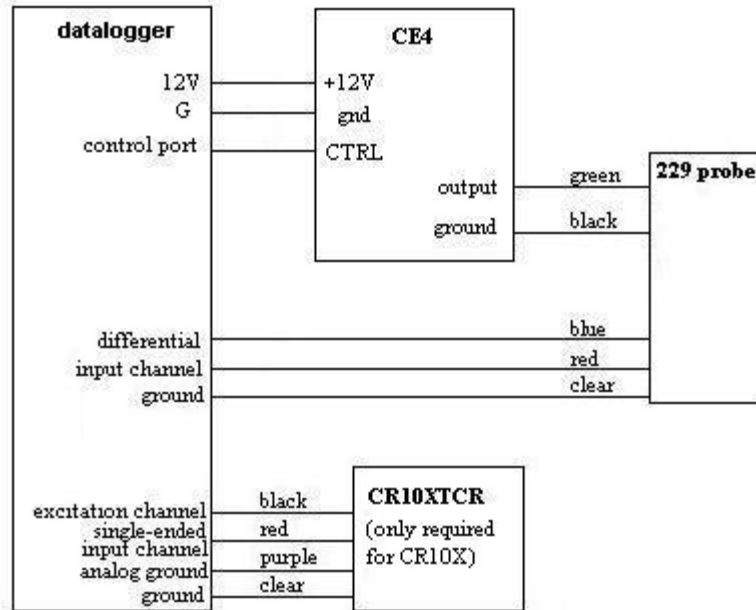 datalogger
CE4
12V
+12V
G
gnd
control port
CTRL
229 probe
output
green
ground
black
differential
blue
input channel
red
ground
clear
excitation channel
black
CR10XTCR
single-ended
red
(only required
input channel
for CR10X)
purple
analog ground
ground
clear